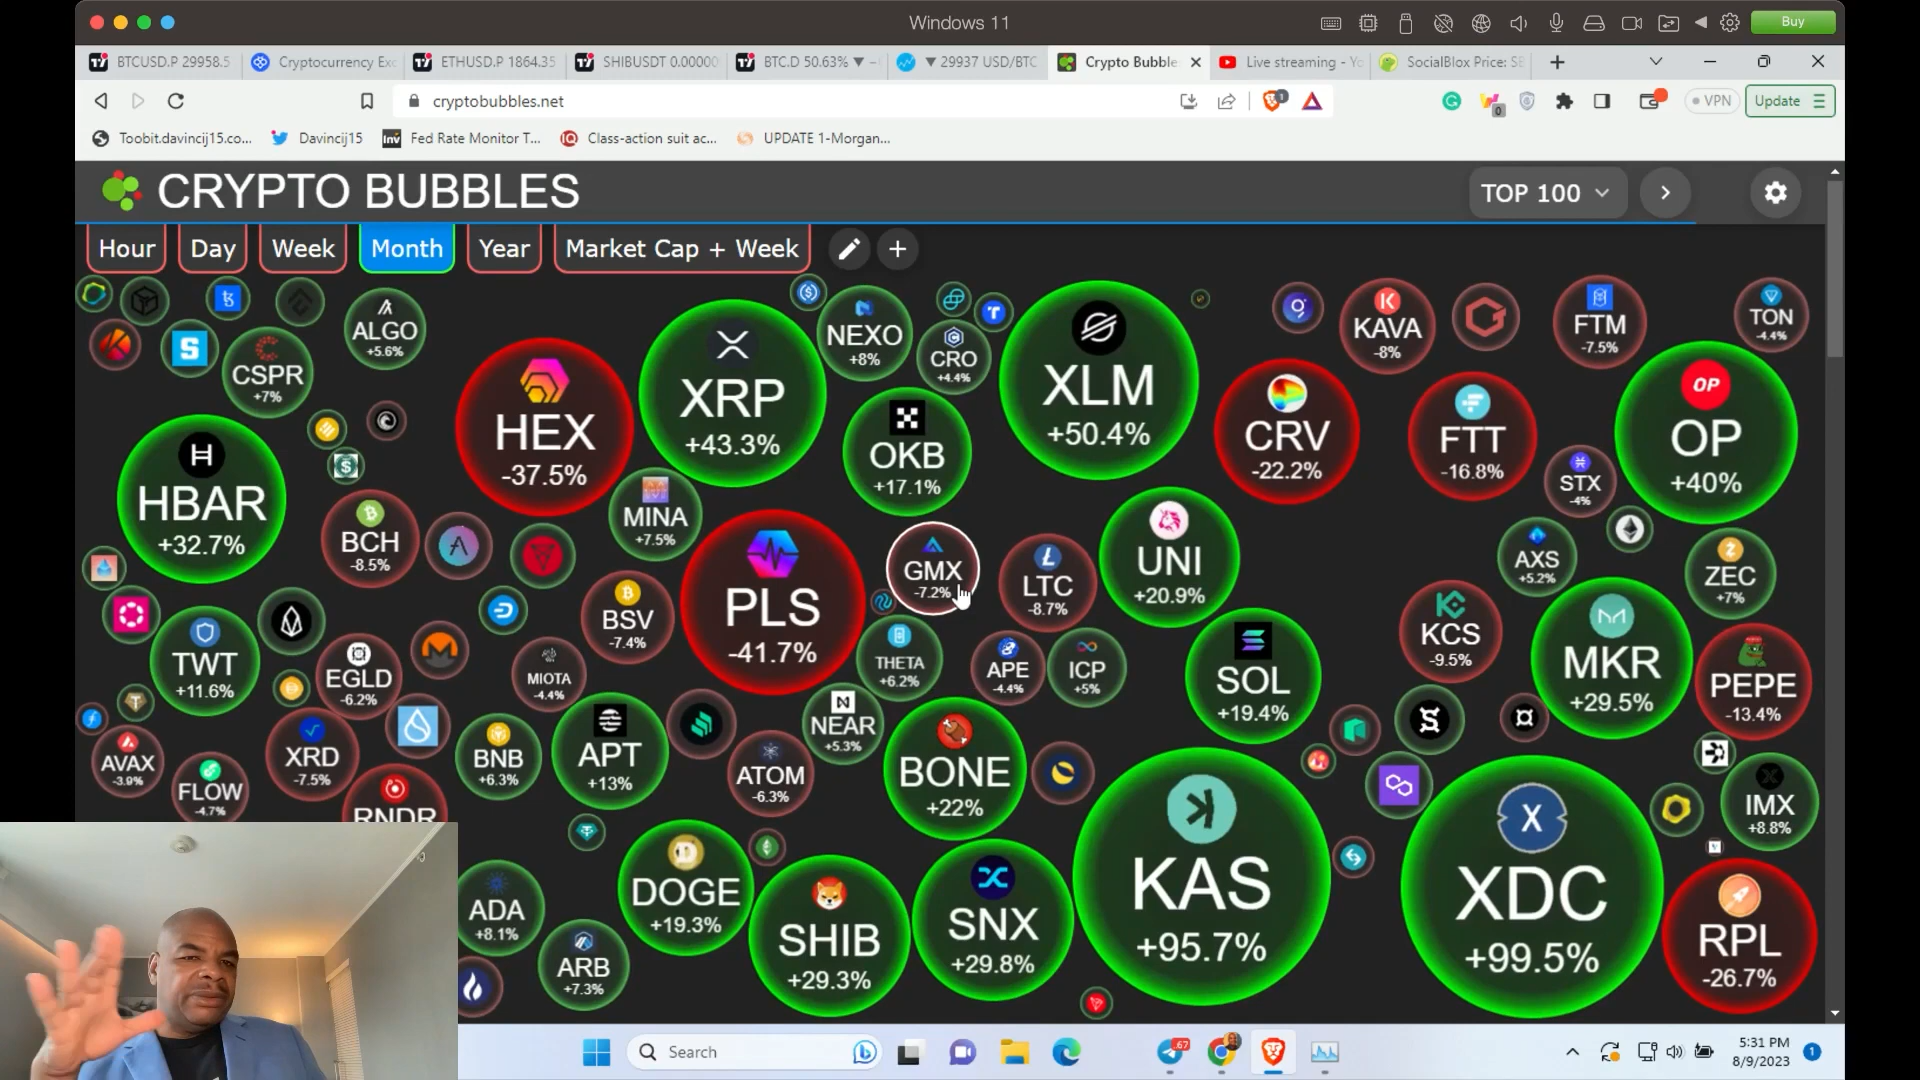 Windows 11
Buy
BTCUSD.P 29958.5
Cryptocurrency Exc
ETHUSD.P 1864.35
SHIBUSDT 0.00000
BTC.D 50.63% ▼ –
▼ 29937 USD/BTC
Crypto Bubble
Live streaming - Yo
SocialBlox Price: SB
cryptobubbles.net
VPN
Update
Toobit.davincij15.co...
Davincij15
Fed Rate Monitor T...
Class-action suit ac...
UPDATE 1-Morgan...
CRYPTO BUBBLES
TOP 100
Hour
Day
Week
Month
Year
Market Cap + Week
ALGO
+5.6%
CSPR
+7%
HEX
-37.5%
XRP
+43.3%
NEXO
+8%
CRO
+4.4%
OKB
+17.1%
XLM
+50.4%
CRV
-22.2%
KAVA
-8%
FTT
-16.8%
FTM
-7.5%
TON
-4.4%
OP
+40%
STX
-4%
HBAR
+32.7%
BCH
-8.5%
MINA
+7.5%
PLS
-41.7%
GMX
-7.2%
LTC
-8.7%
UNI
+20.9%
AXS
+5.2%
ZEC
+7%
TWT
+11.6%
EGLD
-6.2%
MIOTA
-4.4%
BSV
-7.4%
THETA
+6.2%
APE
-4.4%
ICP
+5%
SOL
+19.4%
KCS
-9.5%
MKR
+29.5%
PEPE
-13.4%
AVAX
-3.9%
FLOW
-4.7%
XRD
-7.5%
RNDR
BNB
+6.3%
APT
+13%
ATOM
-6.3%
NEAR
+5.3%
BONE
+22%
IMX
+8.8%
ADA
+8.1%
ARB
+7.3%
DOGE
+19.3%
SHIB
+29.3%
SNX
+29.8%
KAS
+95.7%
XDC
+99.5%
RPL
-26.7%
Search
5:31 PM
8/9/2023